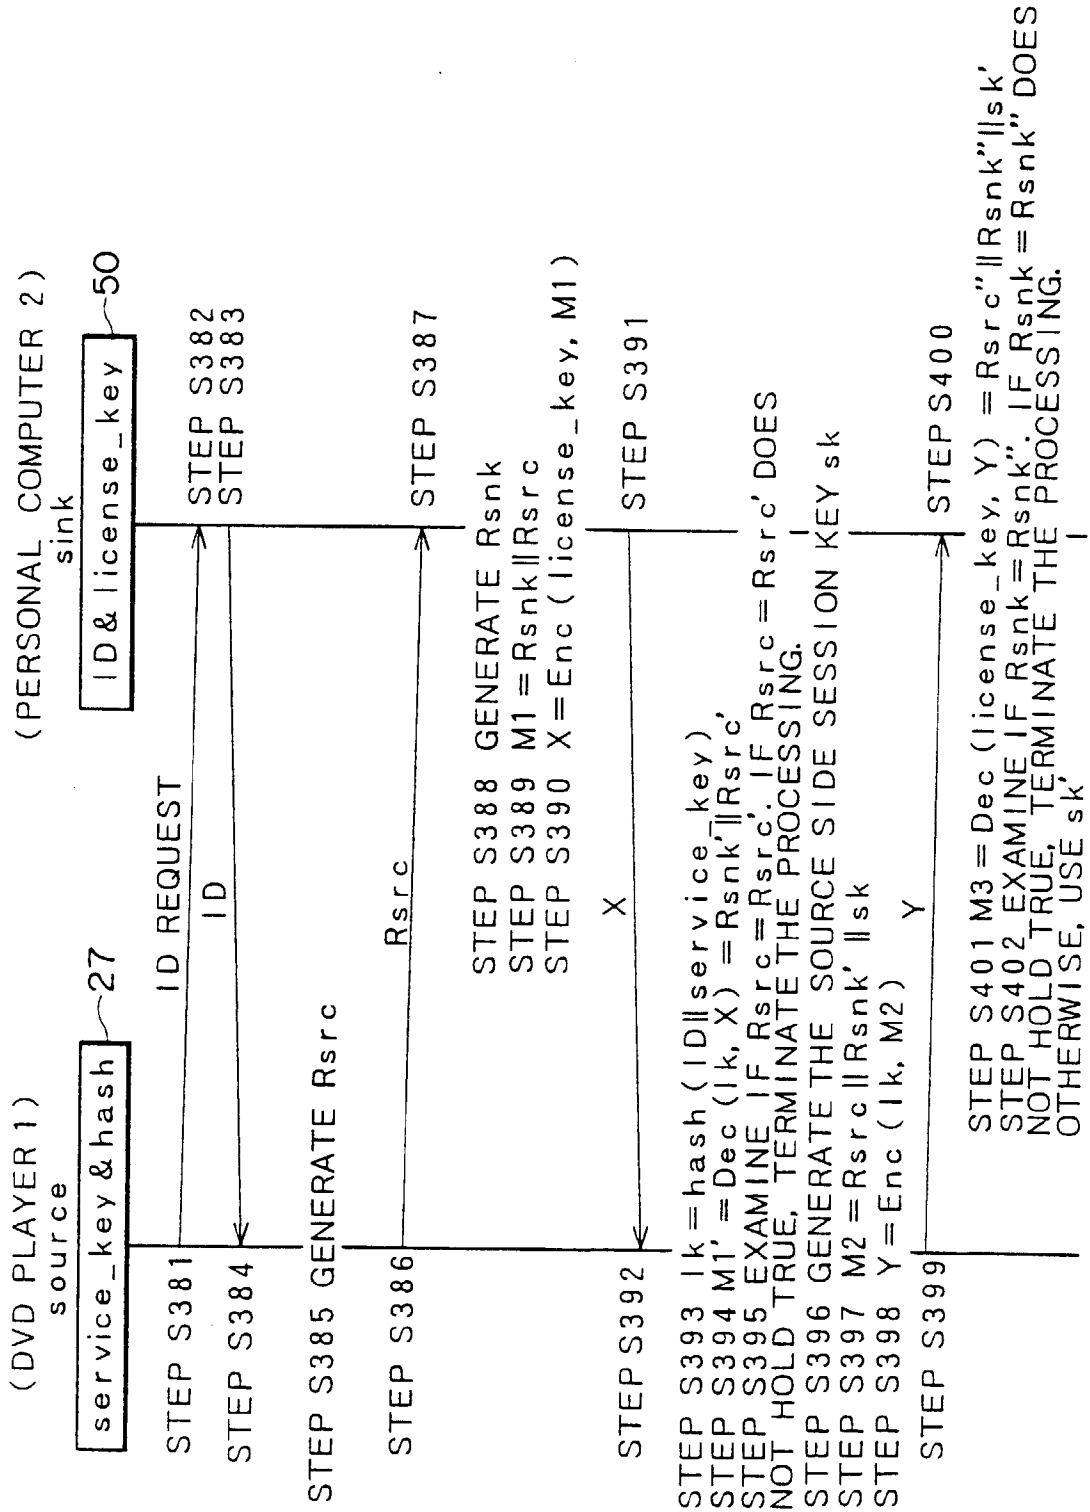 (DVD PLAYER 1)
source
(PERSONAL COMPUTER 2)
sink
service_key & hash
27
ID & license_key
50
STEP S381
ID REQUEST
STEP S382
STEP S383
ID
STEP S384
STEP S385 GENERATE Rsrc
STEP S386
Rsrc
STEP S387
STEP S388 GENERATE Rsnk
STEP S389 M1=Rsnk||Rsrc
STEP S390 X=Enc (license_key, M1)
STEP S391
X
STEP S392
STEP S393 lk=hash (ID||service_key)
STEP S394 M1'=Dec (lk, X) =Rsnk'||Rsrc'
STEP S395 EXAMINE IF Rsrc=Rsrc'. IF Rsrc=Rsrc' DOES
NOT HOLD TRUE, TERMINATE THE PROCESSING.
STEP S396 GENERATE THE SOURCE SIDE SESSION KEY sk
STEP S397 M2=Rsrc||Rsnk' ||sk
STEP S398 Y=Enc (lk, M2)
STEP S399
Y
STEP S400
STEP S401 M3=Dec (license_key, Y) =Rsrc"||Rsnk"||sk'
STEP S402 EXAMINE IF Rsnk=Rsnk". IF Rsnk=Rsnk" DOES
NOT HOLD TRUE, TERMINATE THE PROCESSING.
OTHERWISE, USE sk'